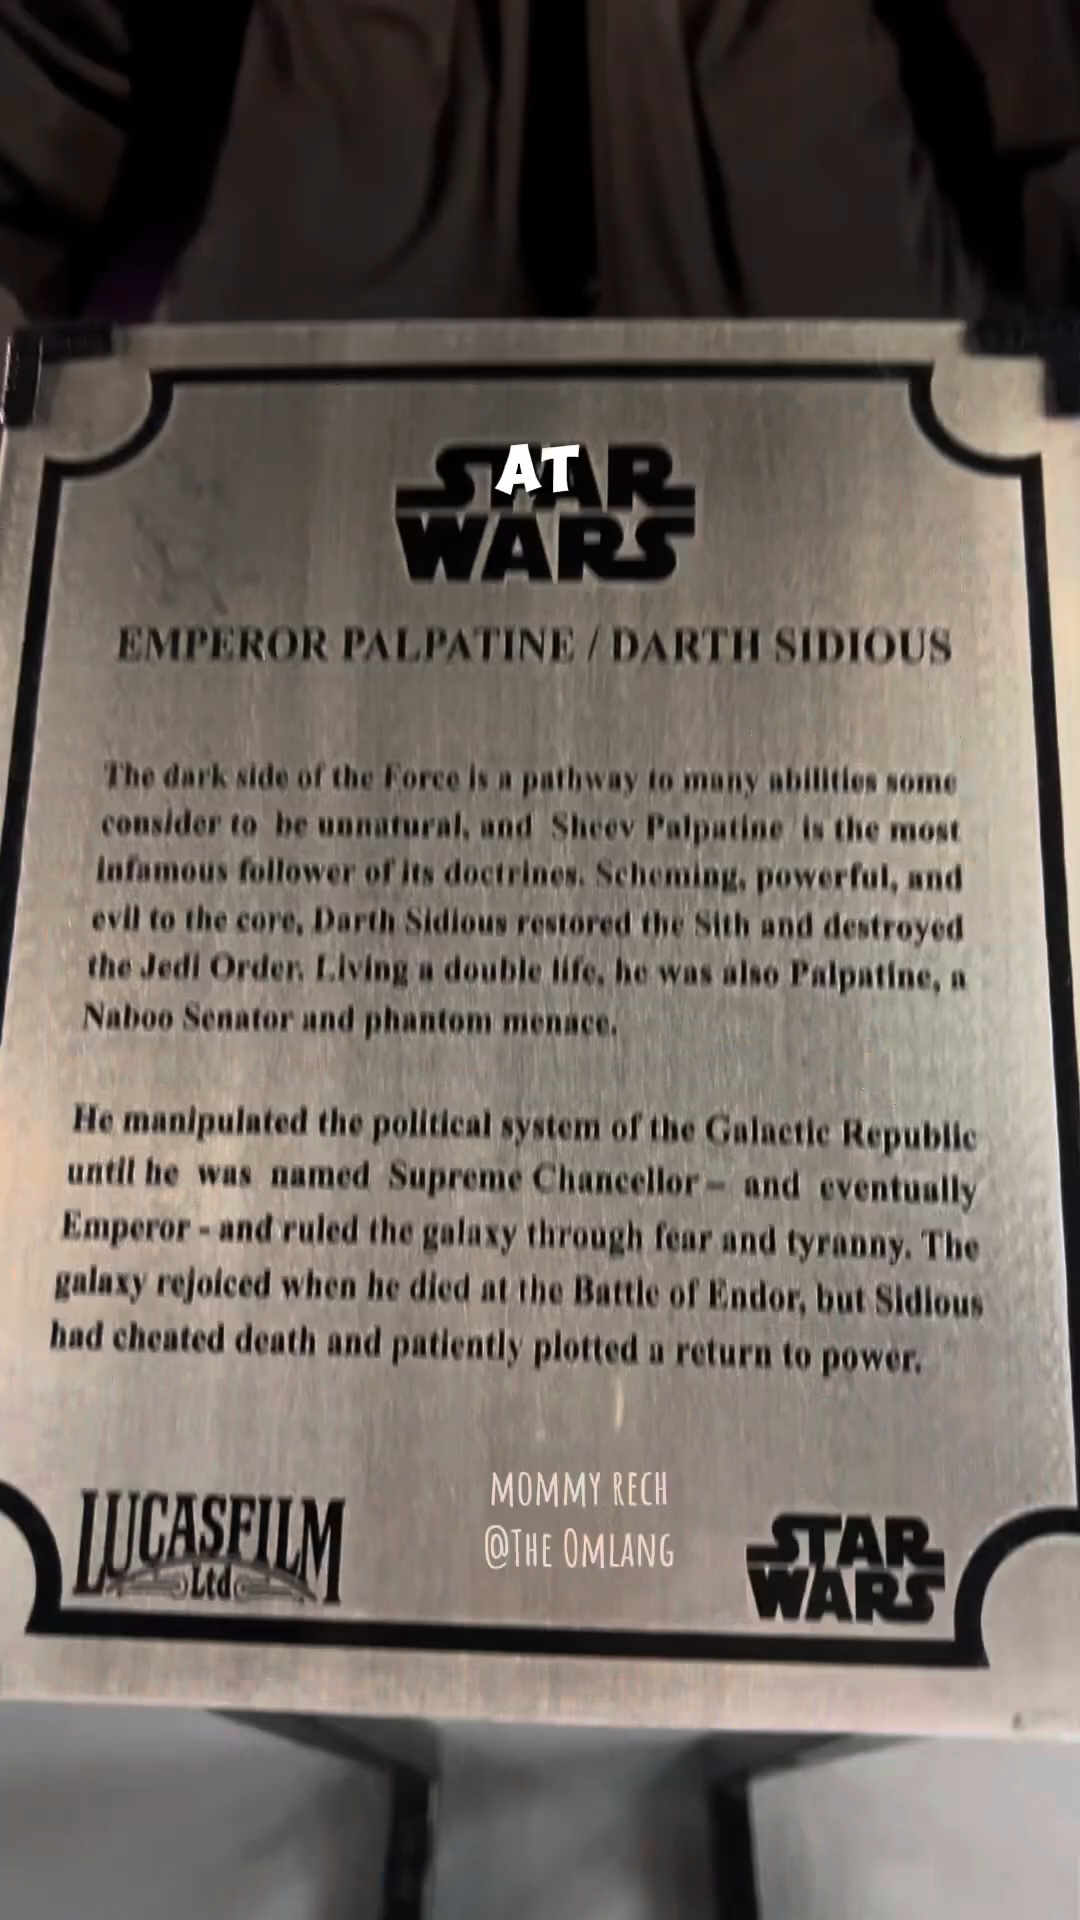 STAR
AT
WARS
EMPEROR PALPATINE / DARTH SIDIOUS
The dark side of the Force is a pathway to many abilities some
consider to be unnatural, and Sheev Palpatine is the most
infamous follower of its doctrines. Scheming, powerful, and
evil to the core, Darth Sidious restored the Sith and destroyed
the Jedi Order. Living a double life, he was also Palpatine, a
Naboo Senator and phantom menace.
He manipulated the political system of the Galactic Republic
until he was named Supreme Chancellor – and eventually
Emperor - and ruled the galaxy through fear and tyranny. The
galaxy rejoiced when he died at the Battle of Endor, but Sidious
had cheated death and patiently plotted a return to power.
MOMMY RECH
@THE OMLANG
LUCASFILM
Ltd
STAR
WARS